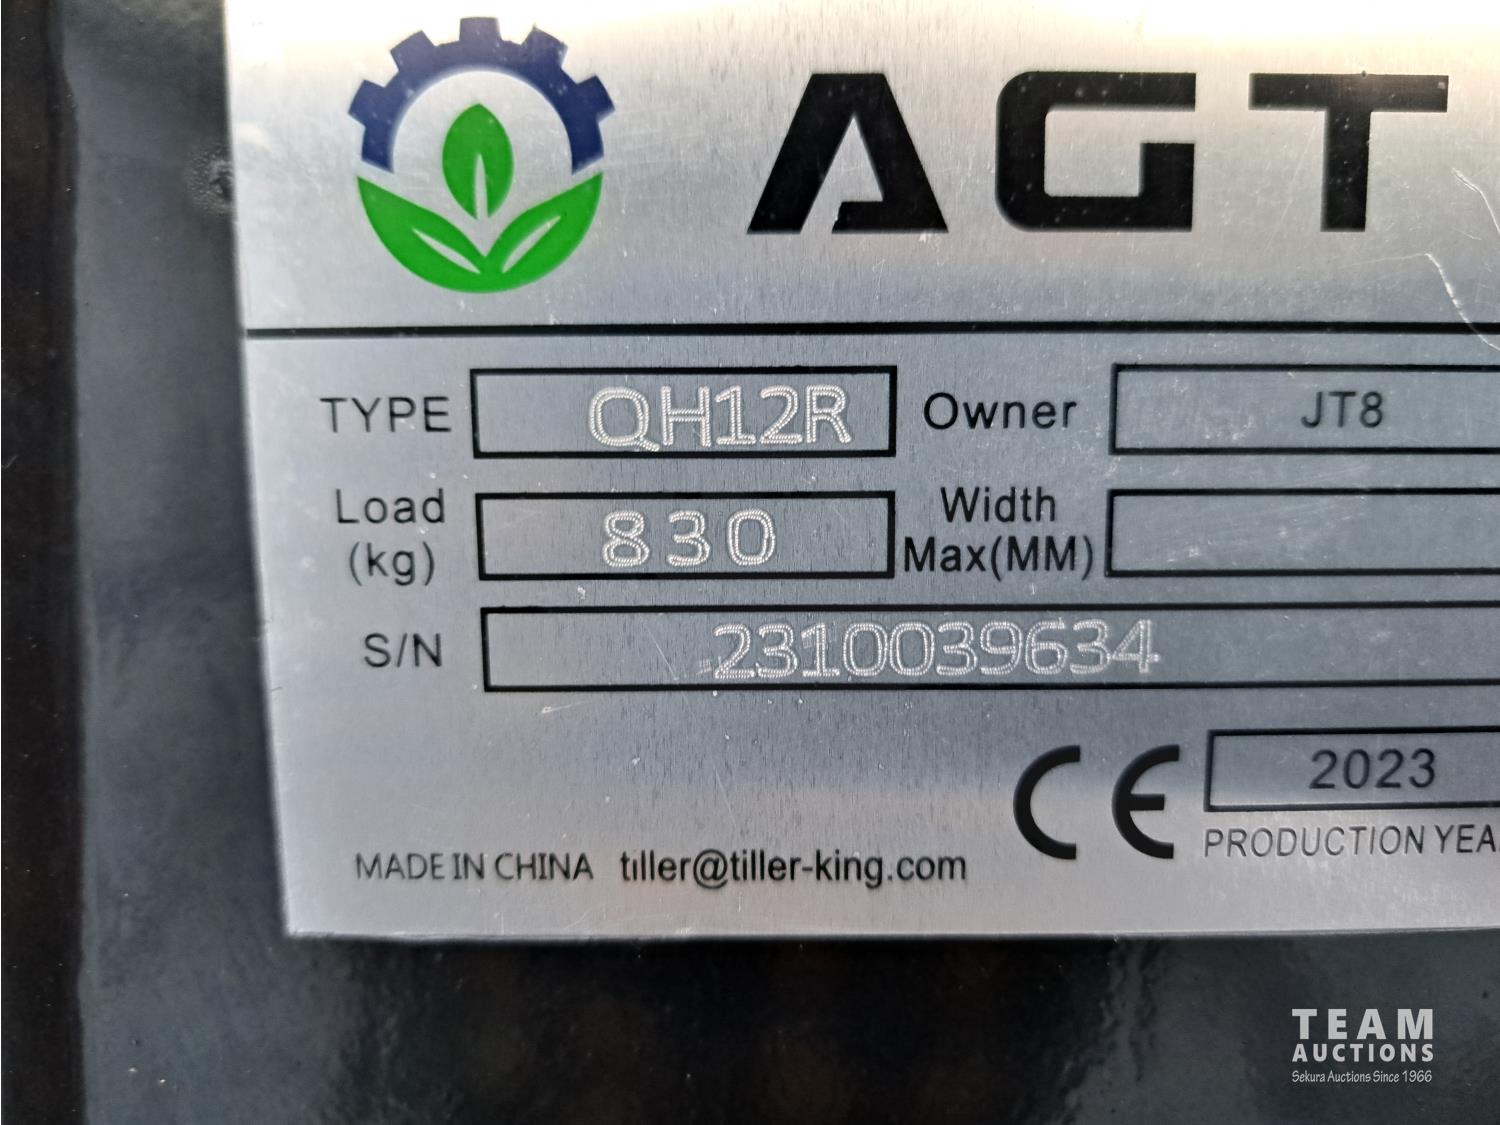 AGT
TYPE QH12R Owner JT8
Load (kg) 830 Width Max(MM)
S/N 2310039634
CE 2023
PRODUCTION YEA
MADE IN CHINA tiller@tiller-king.com
TEAM
AUCTIONS
Sekura Auctions Since 1966